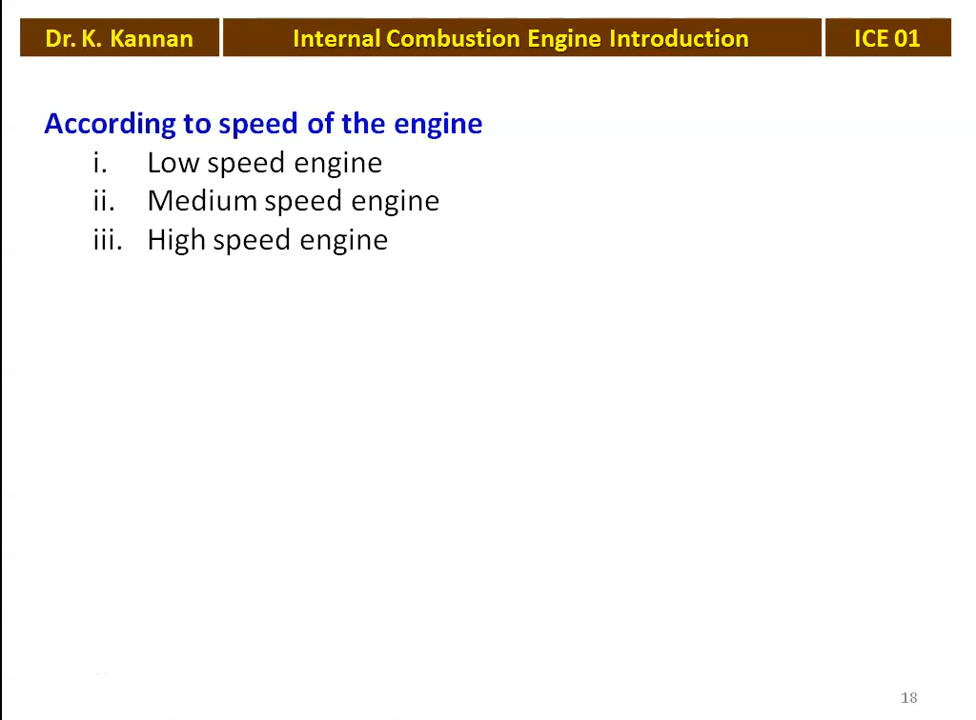 Dr. K. Kannan Internal Combustion Engine Introduction ICE 01
According to speed of the engine
i. Low speed engine
ii. Medium speed engine
iii. High speed engine
18